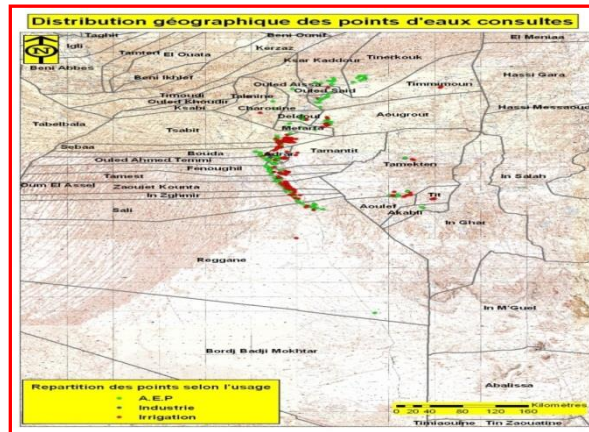 Distribution géographique des points d'eaux consultes
Taghit
Beni Ounif
El Meniaa
Igli
El Ouata
Kerzaz
Tamtert
Ksar Kaddour
Tinerkouk
Beni Abbes
Beni Ikhlef
Hassi Gara
Ouled Aissa
Timoudi
Talmine
Ouled Said
Timmimoun
Ouled Khoudir
Ksabi
Charouine
Hassi Messaoud
Tabelbala
Deldoul
Aougrout
Tsabit
Metarfa
Sebaa
Bouda
Adrar
Tamantit
Ouled Ahmed Temmi
Tamekten
Fenoughil
Tamest
In Salah
Oum El Assel
Zaouiet Kounta
Tit
In Zghmir
Aoulef
Akabli
Sali
In Ghar
Reggane
In M'Guel
Bordj Badji Mokhtar
Abalissa
Repartition des points selon l'usage
A.E.P
Industrie
Irrigation
Kilomètres
0 20 40 80 120 160
Timiaouine
Tin Zaouatine
N